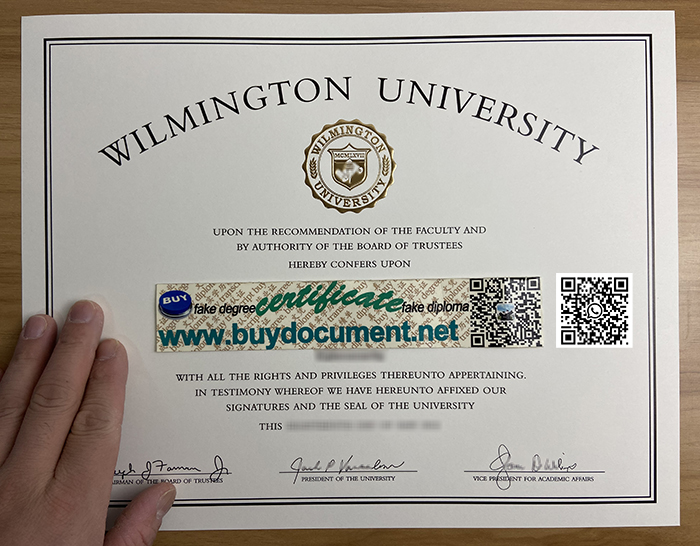 WILMINGTON UNIVERSITY
WILMINGTON
MCMLXVII
UNIVERSITY
UPON THE RECOMMENDATION OF THE FACULTY AND
BY AUTHORITY OF THE BOARD OF TRUSTEES
HEREBY CONFERS UPON
BUY fake degree certificate fake diploma
www.buydocument.net
WITH ALL THE RIGHTS AND PRIVILEGES THEREUNTO APPERTAINING.
IN TESTIMONY WHEREOF WE HAVE HEREUNTO AFFIXED OUR
SIGNATURES AND THE SEAL OF THE UNIVERSITY
THIS
OF THE BOARD OF TRUSTEES
PRESIDENT OF THE UNIVERSITY
VICE PRESIDENT FOR ACADEMIC AFFAIRS